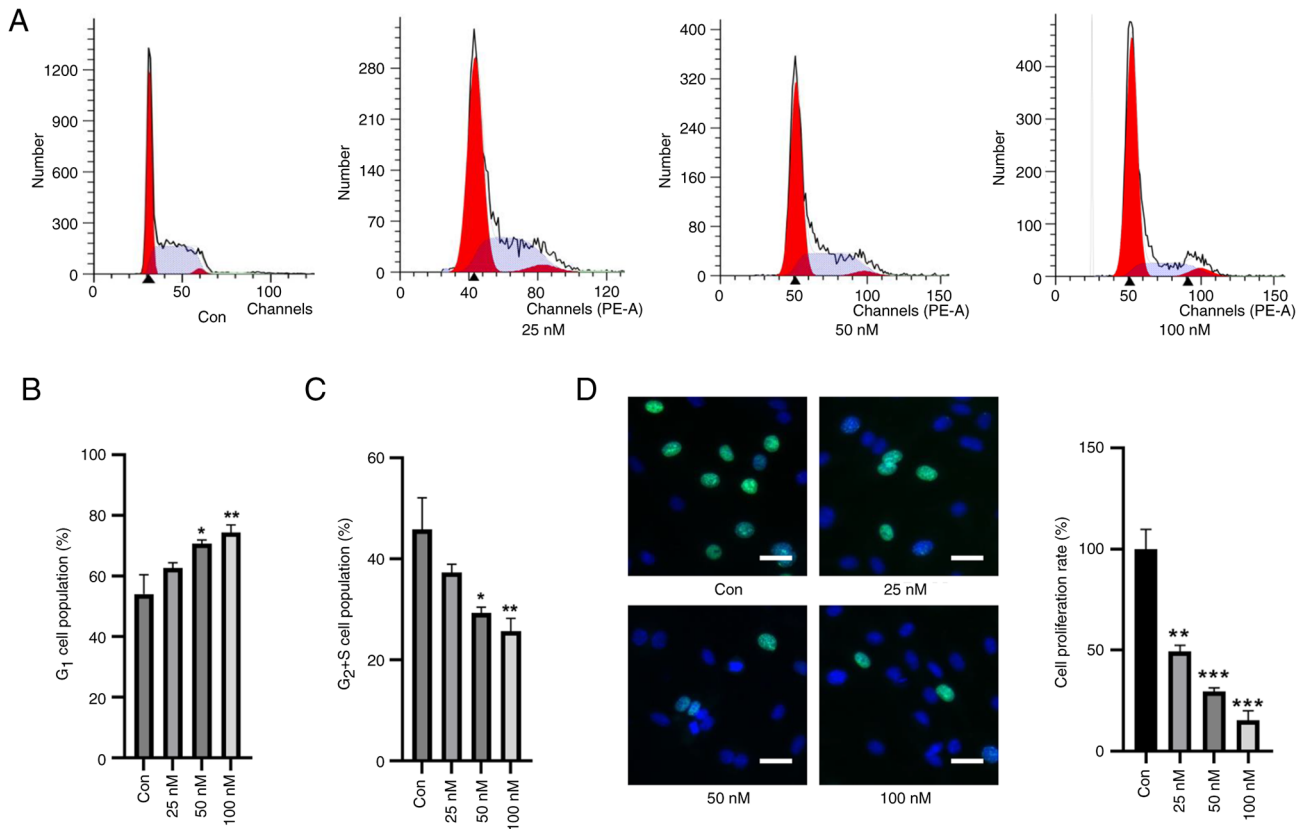 A
Number
1200
900
600
300
0
0
50
100
Channels
Con
Number
280
210
140
70
0
0
40
80
120
Channels (PE-A)
25 nM
Number
400
320
240
160
80
0
0
50
100
150
Channels (PE-A)
50 nM
Number
400
300
200
100
0
0
50
100
150
Channels (PE-A)
100 nM
B
G1 cell population (%)
100
80
60
40
20
0
*
**
Con
25 nM
50 nM
100 nM
C
G2+S cell population (%)
60
40
20
0
*
**
Con
25 nM
50 nM
100 nM
D
Con
25 nM
50 nM
100 nM
Cell proliferation rate (%)
150
100
50
0
**
***
***
Con
25 nM
50 nM
100 nM